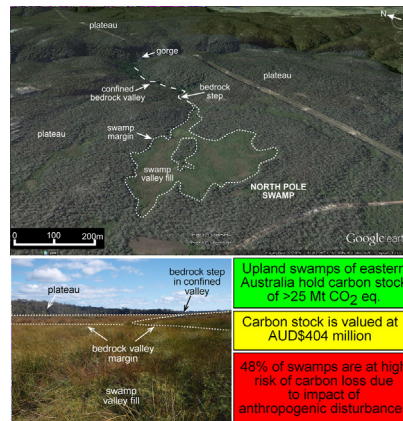 plateau
N
gorge
plateau
confined
bedrock valley
bedrock
step
plateau
swamp
margin
swamp
valley fill
NORTH POLE
SWAMP
0 100 200m
Google earth
bedrock step
in confined
valley
plateau
bedrock valley
margin
swamp
valley fill
Upland swamps of eastern
Australia hold carbon stock
of >25 Mt CO₂ eq.
Carbon stock is valued at
AUD$404 million
48% of swamps are at high
risk of carbon loss due
to impact of
anthropogenic disturbance